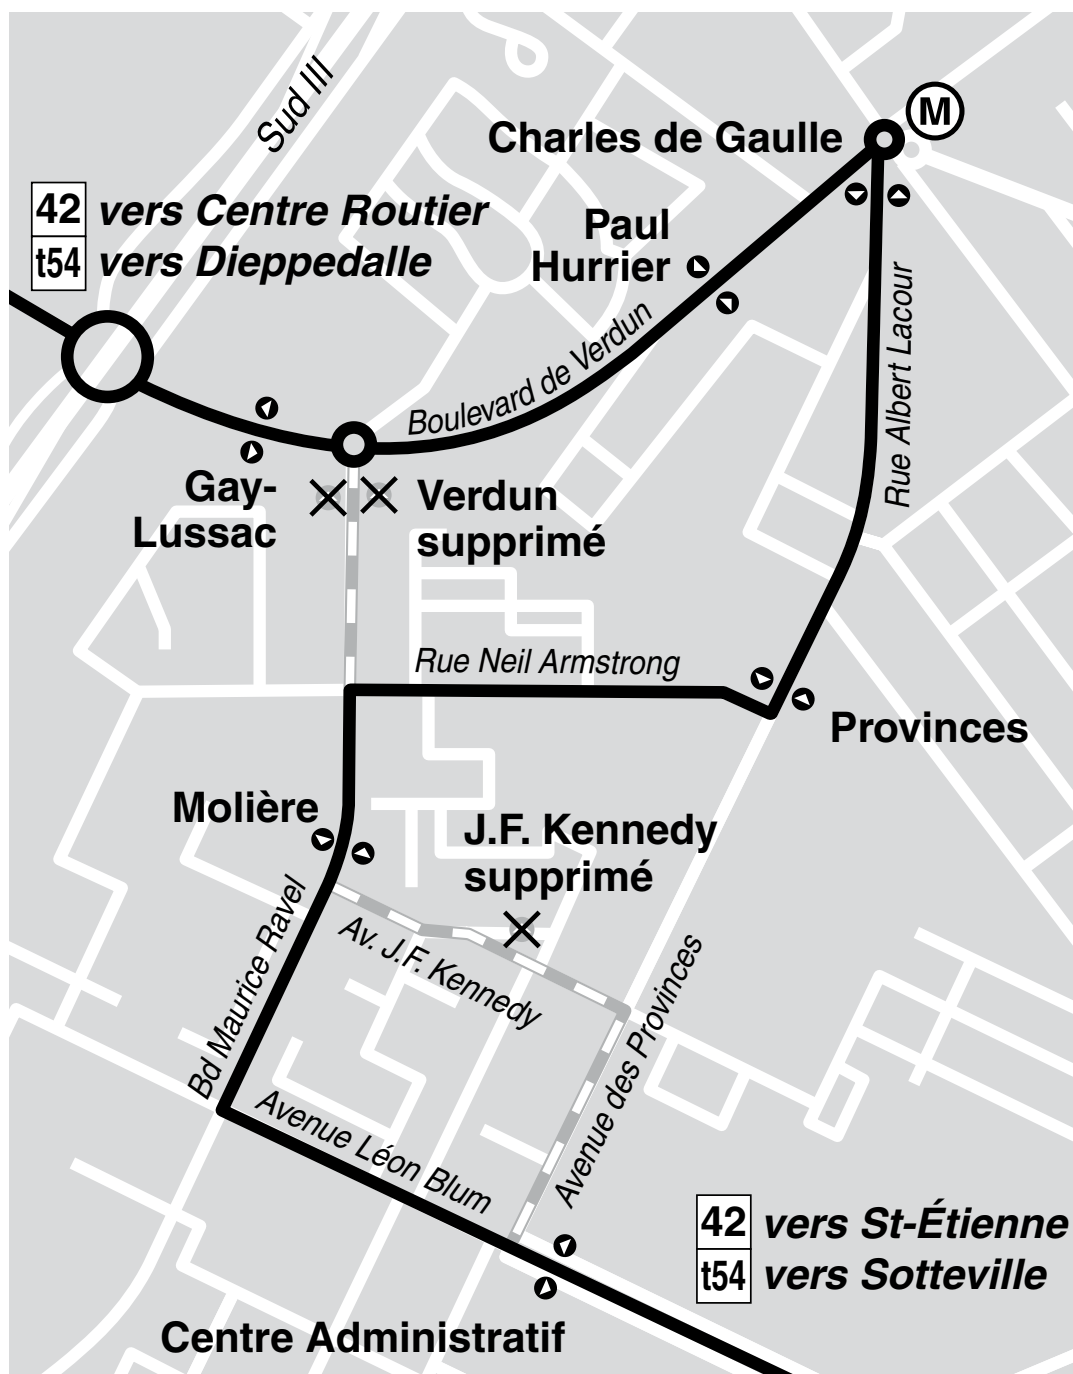 Sud III
M
Charles de Gaulle
42 vers Centre Routier
t54 vers Dieppedalle
Paul
Hurrier
Boulevard de Verdun
Rue Albert Lacour
Gay-
Lussac
Verdun
supprimé
Rue Neil Armstrong
Provinces
Molière
J.F. Kennedy
supprimé
Av. J.F. Kennedy
Bd Maurice Ravel
Avenue des Provinces
Avenue Léon Blum
42 vers St-Étienne
t54 vers Sotteville
Centre Administratif